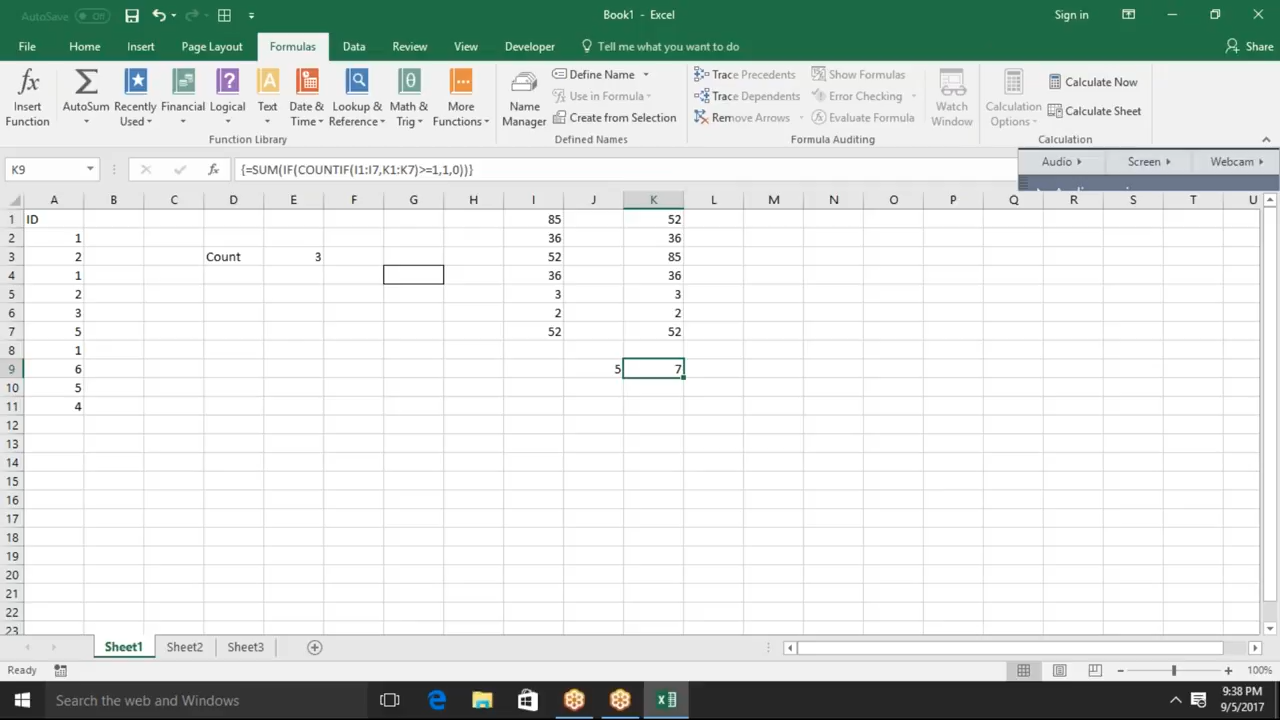 AutoSave Off
Book1 - Excel
Sign in
File Home Insert Page Layout Formulas Data Review View Developer Tell me what you want to do Share
Insert Function
AutoSum
Recently Used
Financial
Logical
Text
Date & Time
Lookup & Reference
Math & Trig
More Functions
Function Library
Name Manager
Define Name
Use in Formula
Create from Selection
Defined Names
Trace Precedents
Trace Dependents
Remove Arrows
Show Formulas
Error Checking
Evaluate Formula
Formula Auditing
Watch Window
Calculation Options
Calculate Now
Calculate Sheet
Calculation
K9 fx {=SUM(IF(COUNTIF(I1:I7,K1:K7)>=1,1,0))}
Audio Screen Webcam
A B C D E F G H I J K L M N O P Q R S T U
1 ID 85 52
2 1 36 36
3 2 Count 3 52 85
4 1 36 36
5 2 3 3
6 3 2 2
7 5 52 52
8 1
9 6 5 7
10 5
11 4
12
13
14
15
16
17
18
19
20
21
22
23
Sheet1 Sheet2 Sheet3
Ready
100%
Search the web and Windows
9:38 PM
9/5/2017